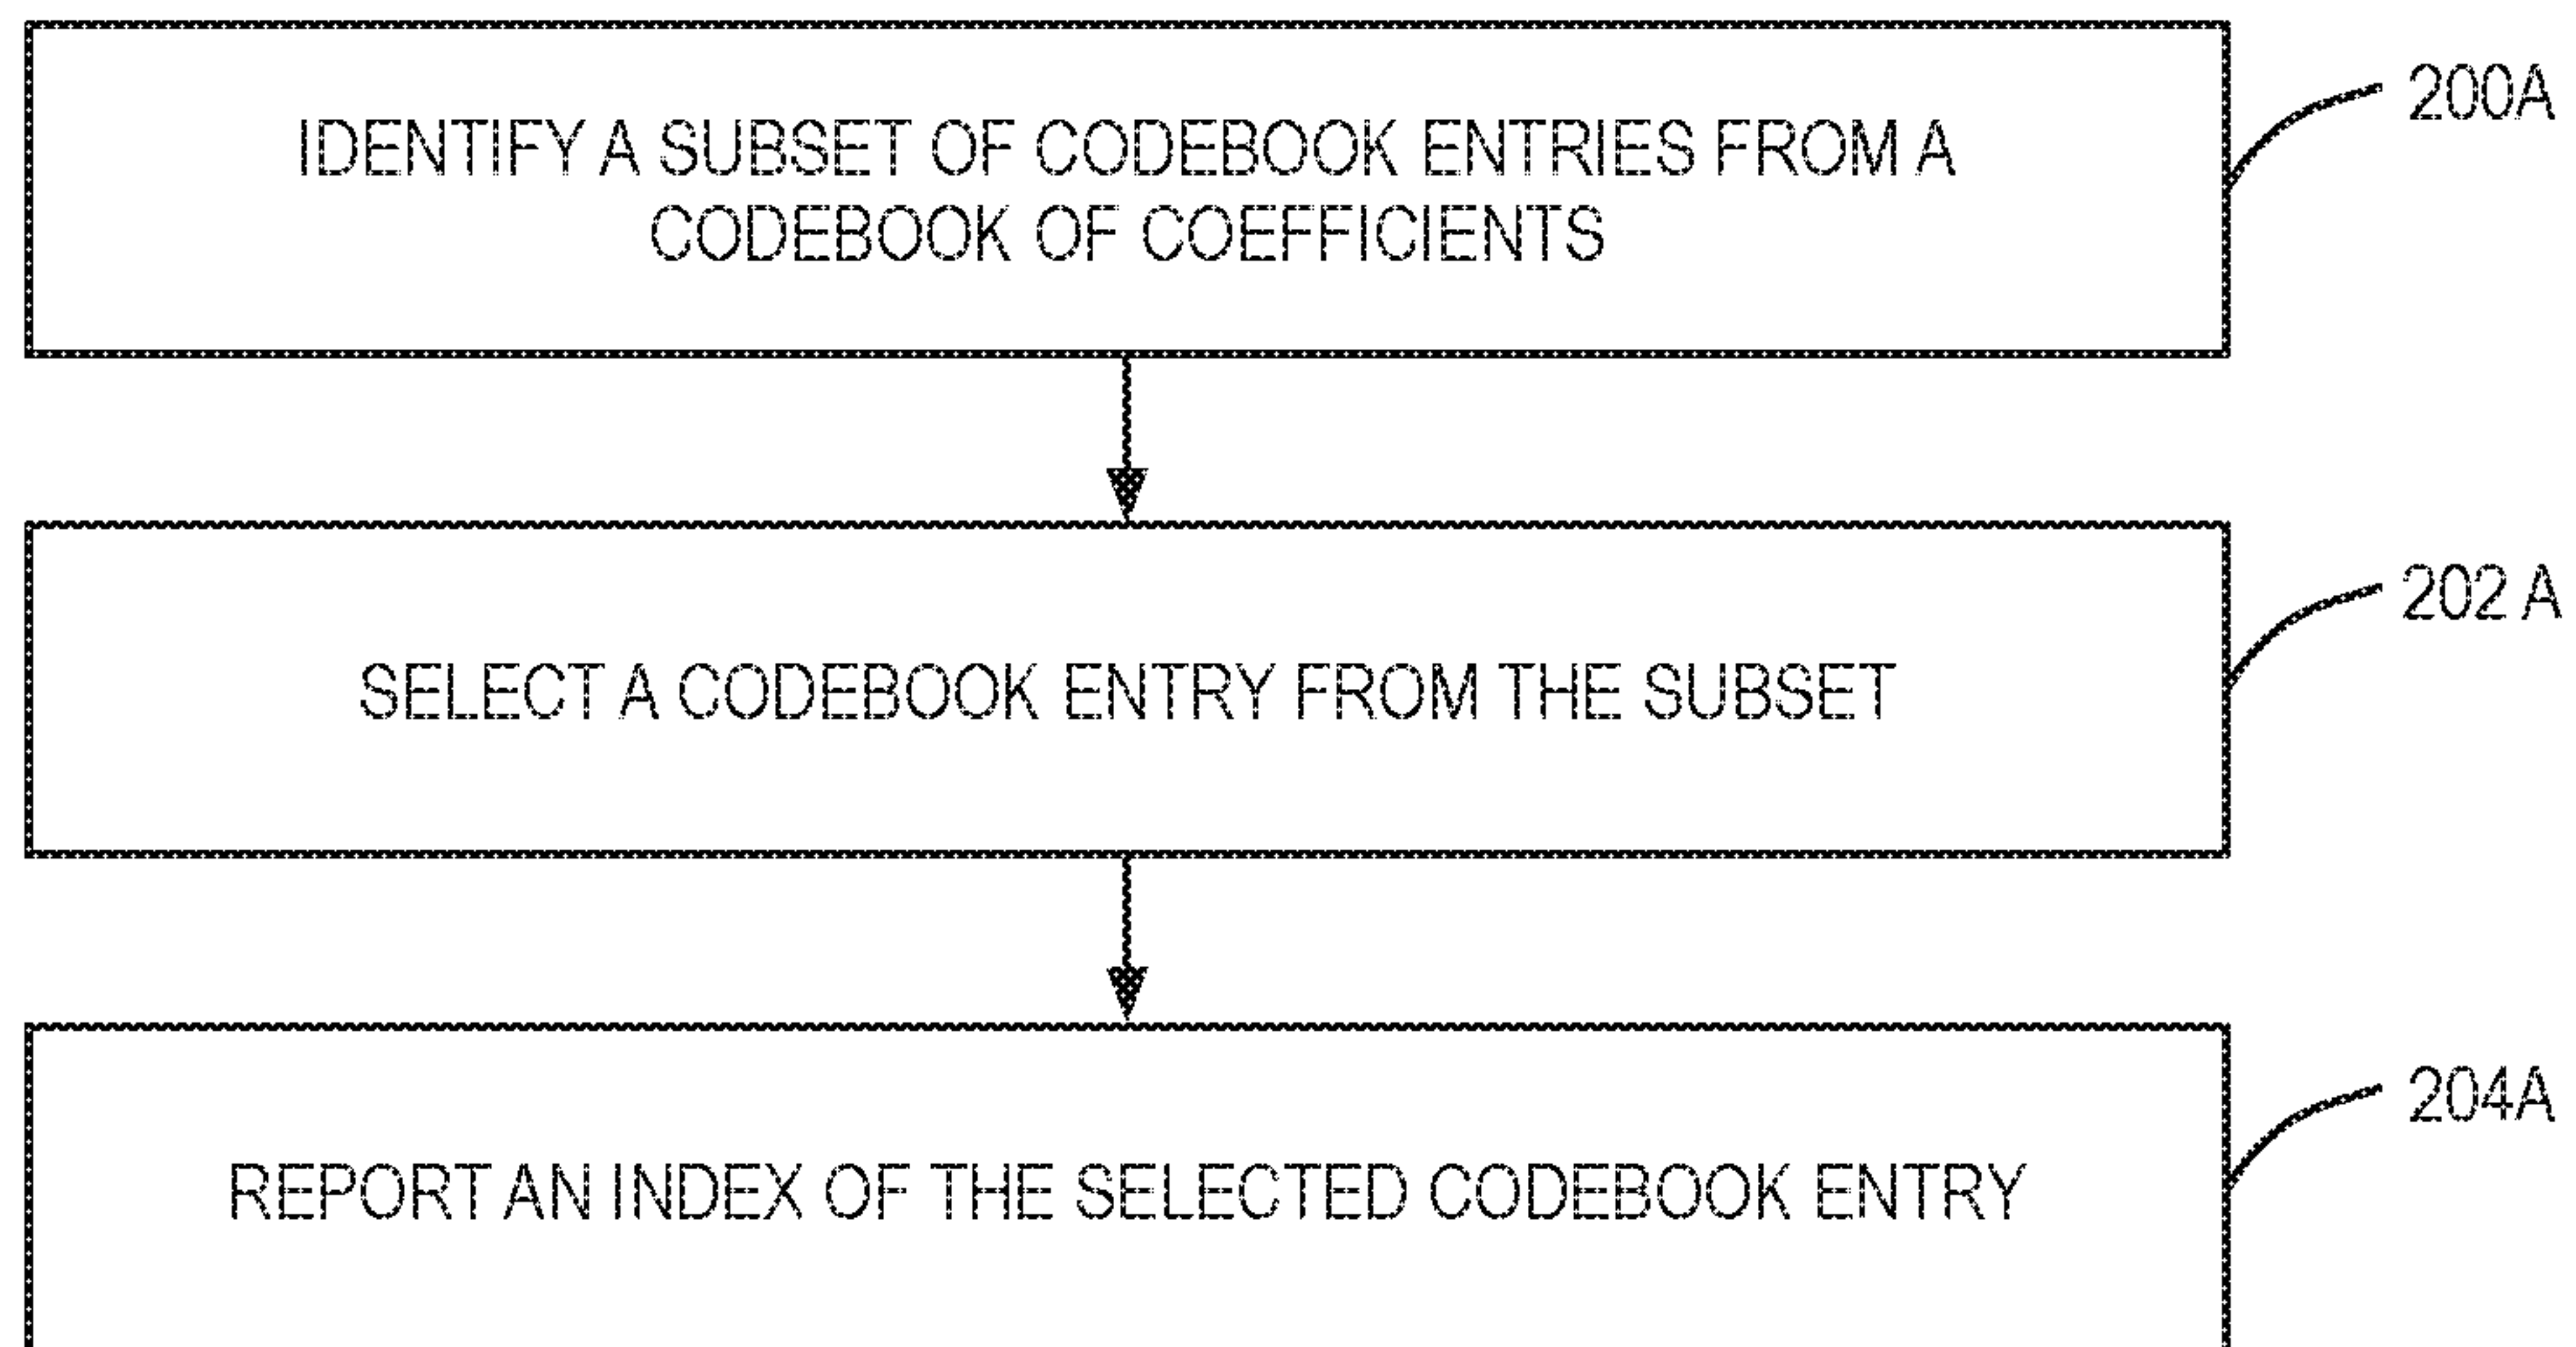 IDENTIFY A SUBSET OF CODEBOOK ENTRIES FROM A
CODEBOOK OF COEFFICIENTS
200A
SELECT A CODEBOOK ENTRY FROM THE SUBSET
202 A
REPORT AN INDEX OF THE SELECTED CODEBOOK ENTRY
204A